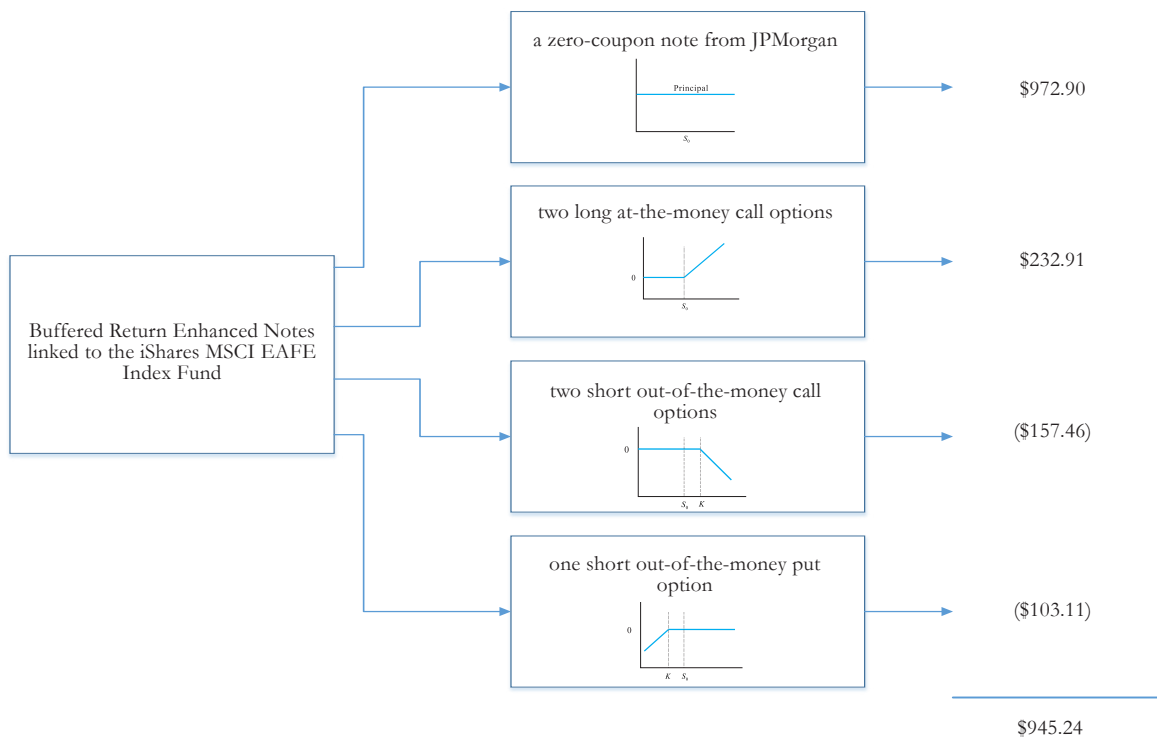 a zero-coupon note from JPMorgan
Principal
S₀
$972.90
two long at-the-money call options
0
S₀
$232.91
Buffered Return Enhanced Notes
linked to the iShares MSCI EAFE
Index Fund
two short out-of-the-money call
options
0
S₀ K
($157.46)
one short out-of-the-money put
option
0
K S₀
($103.11)
$945.24